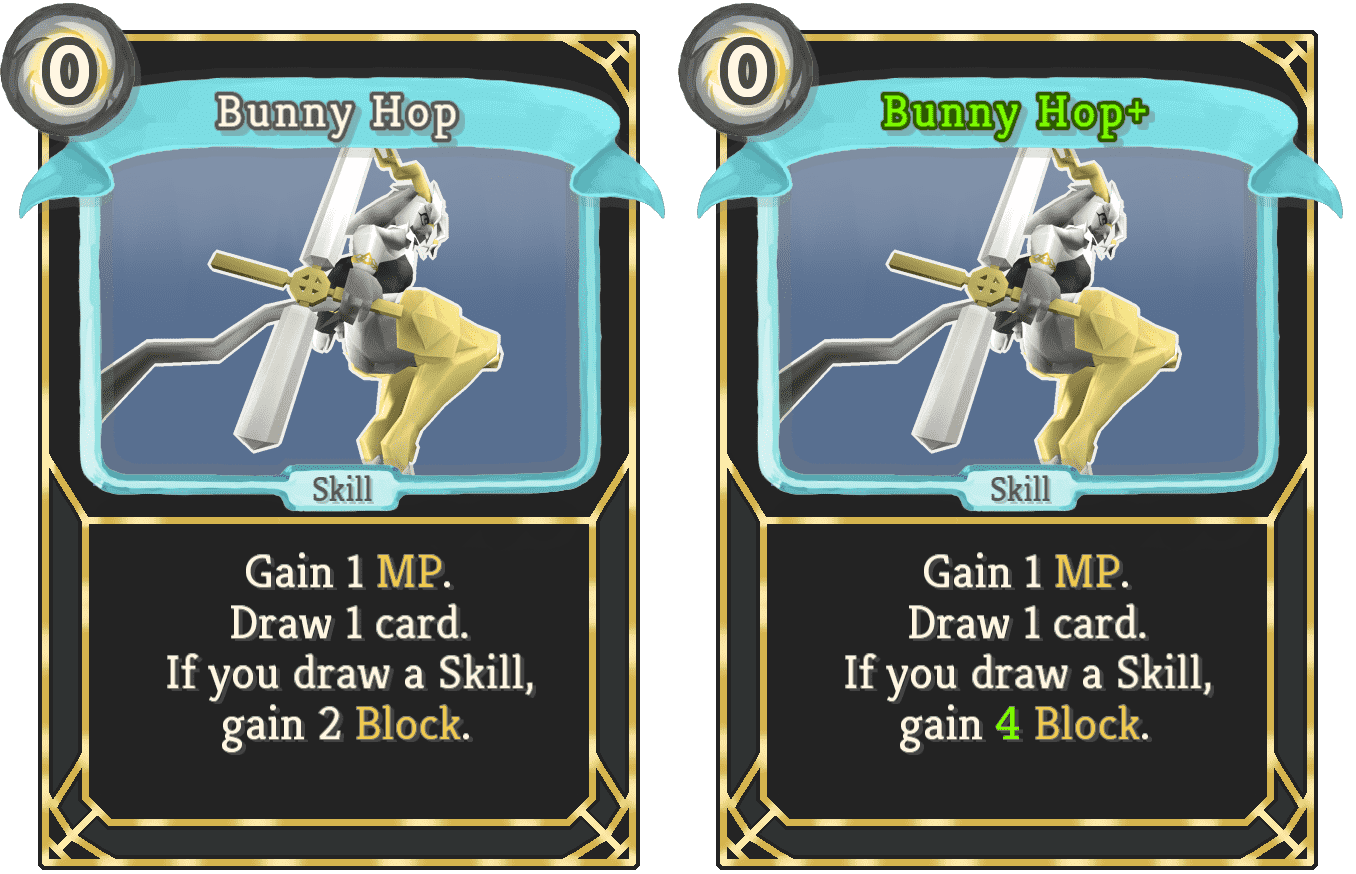 0
Bunny Hop
Skill
Gain 1 MP.
Draw 1 card.
If you draw a Skill,
gain 2 Block.
0
Bunny Hop+
Skill
Gain 1 MP.
Draw 1 card.
If you draw a Skill,
gain 4 Block.